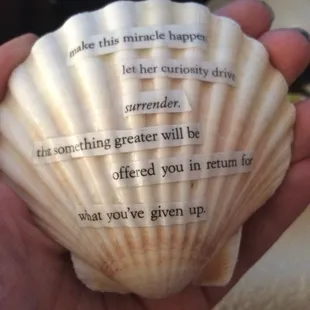 make this miracle happen
let her curiosity drive
surrender.
the something greater will be
offered you in return for
what you've given up.